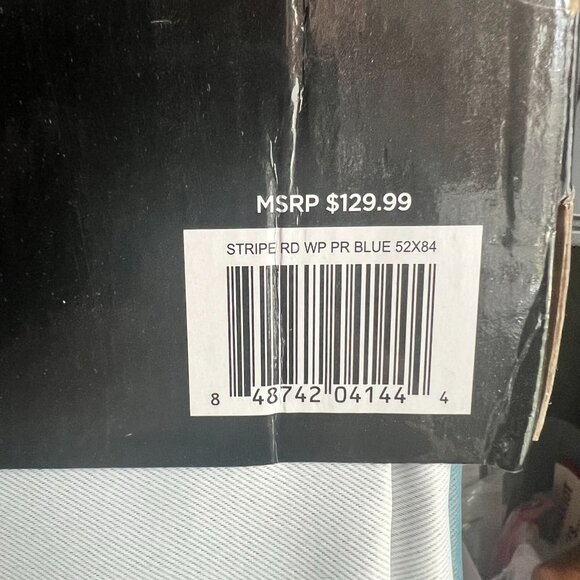 MSRP $129.99
STRIPE RD WP PR BLUE 52X84
8 48742 04144 4